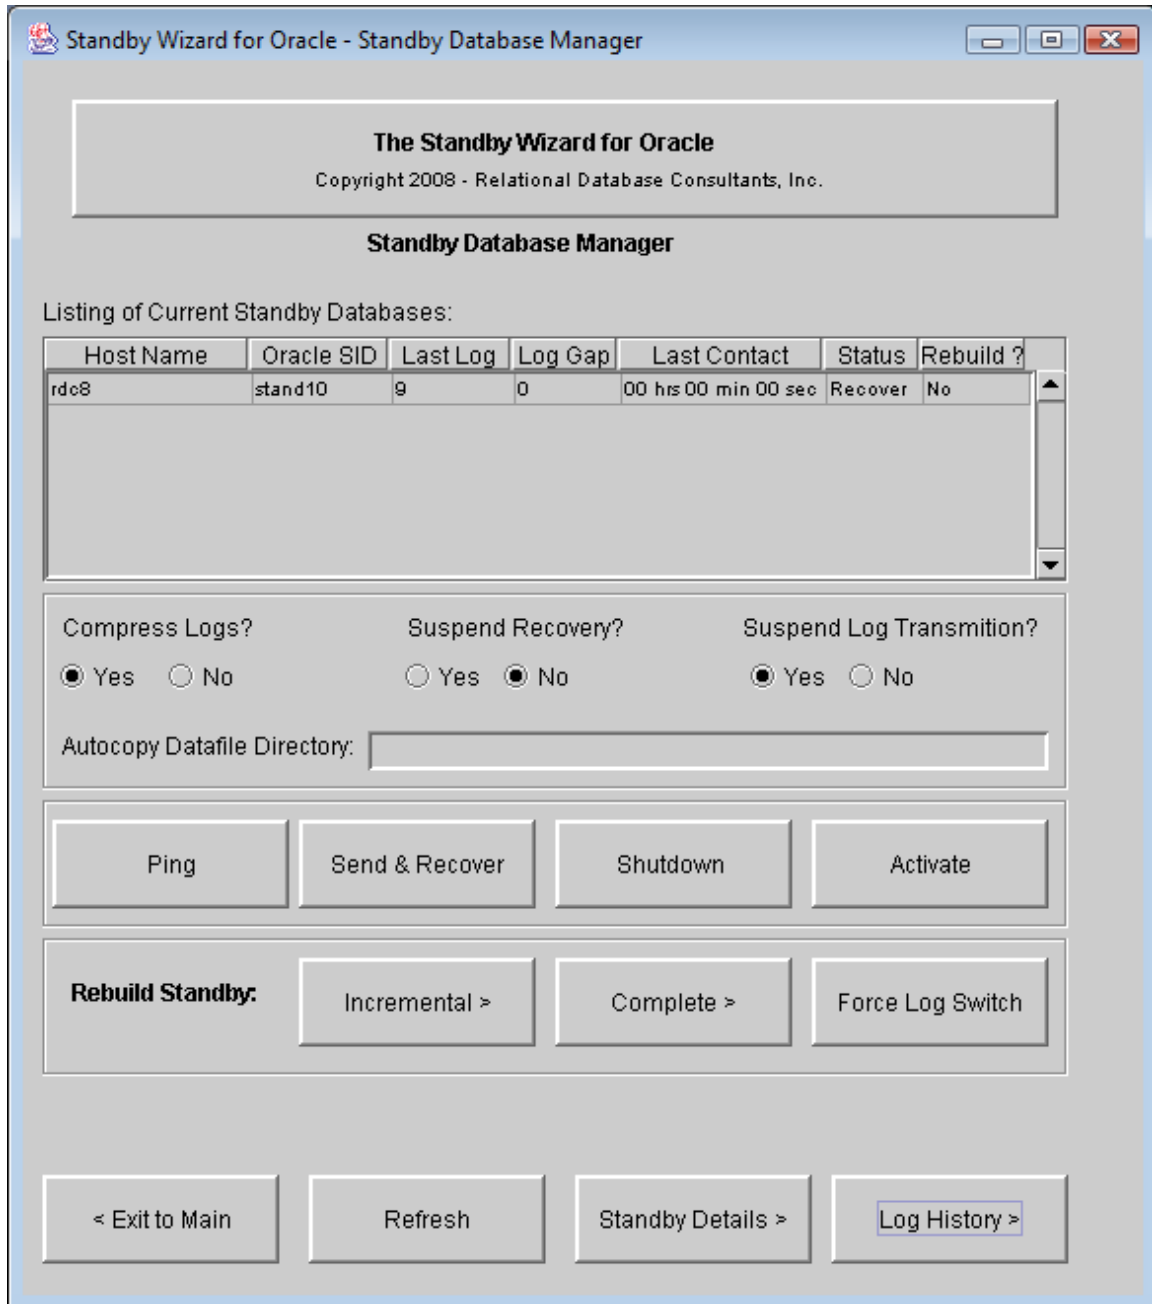 Standby Wizard for Oracle - Standby Database Manager
The Standby Wizard for Oracle
Copyright 2008 - Relational Database Consultants, Inc.
Standby Database Manager
Listing of Current Standby Databases:
Host Name Oracle SID Last Log Log Gap Last Contact Status Rebuild ?
rdc8 stand10 9 0 00 hrs 00 min 00 sec Recover No
Compress Logs? Suspend Recovery? Suspend Log Transmition?
Yes No Yes No Yes No
Autocopy Datafile Directory:
Ping Send & Recover Shutdown Activate
Rebuild Standby: Incremental > Complete > Force Log Switch
< Exit to Main Refresh Standby Details > Log History >